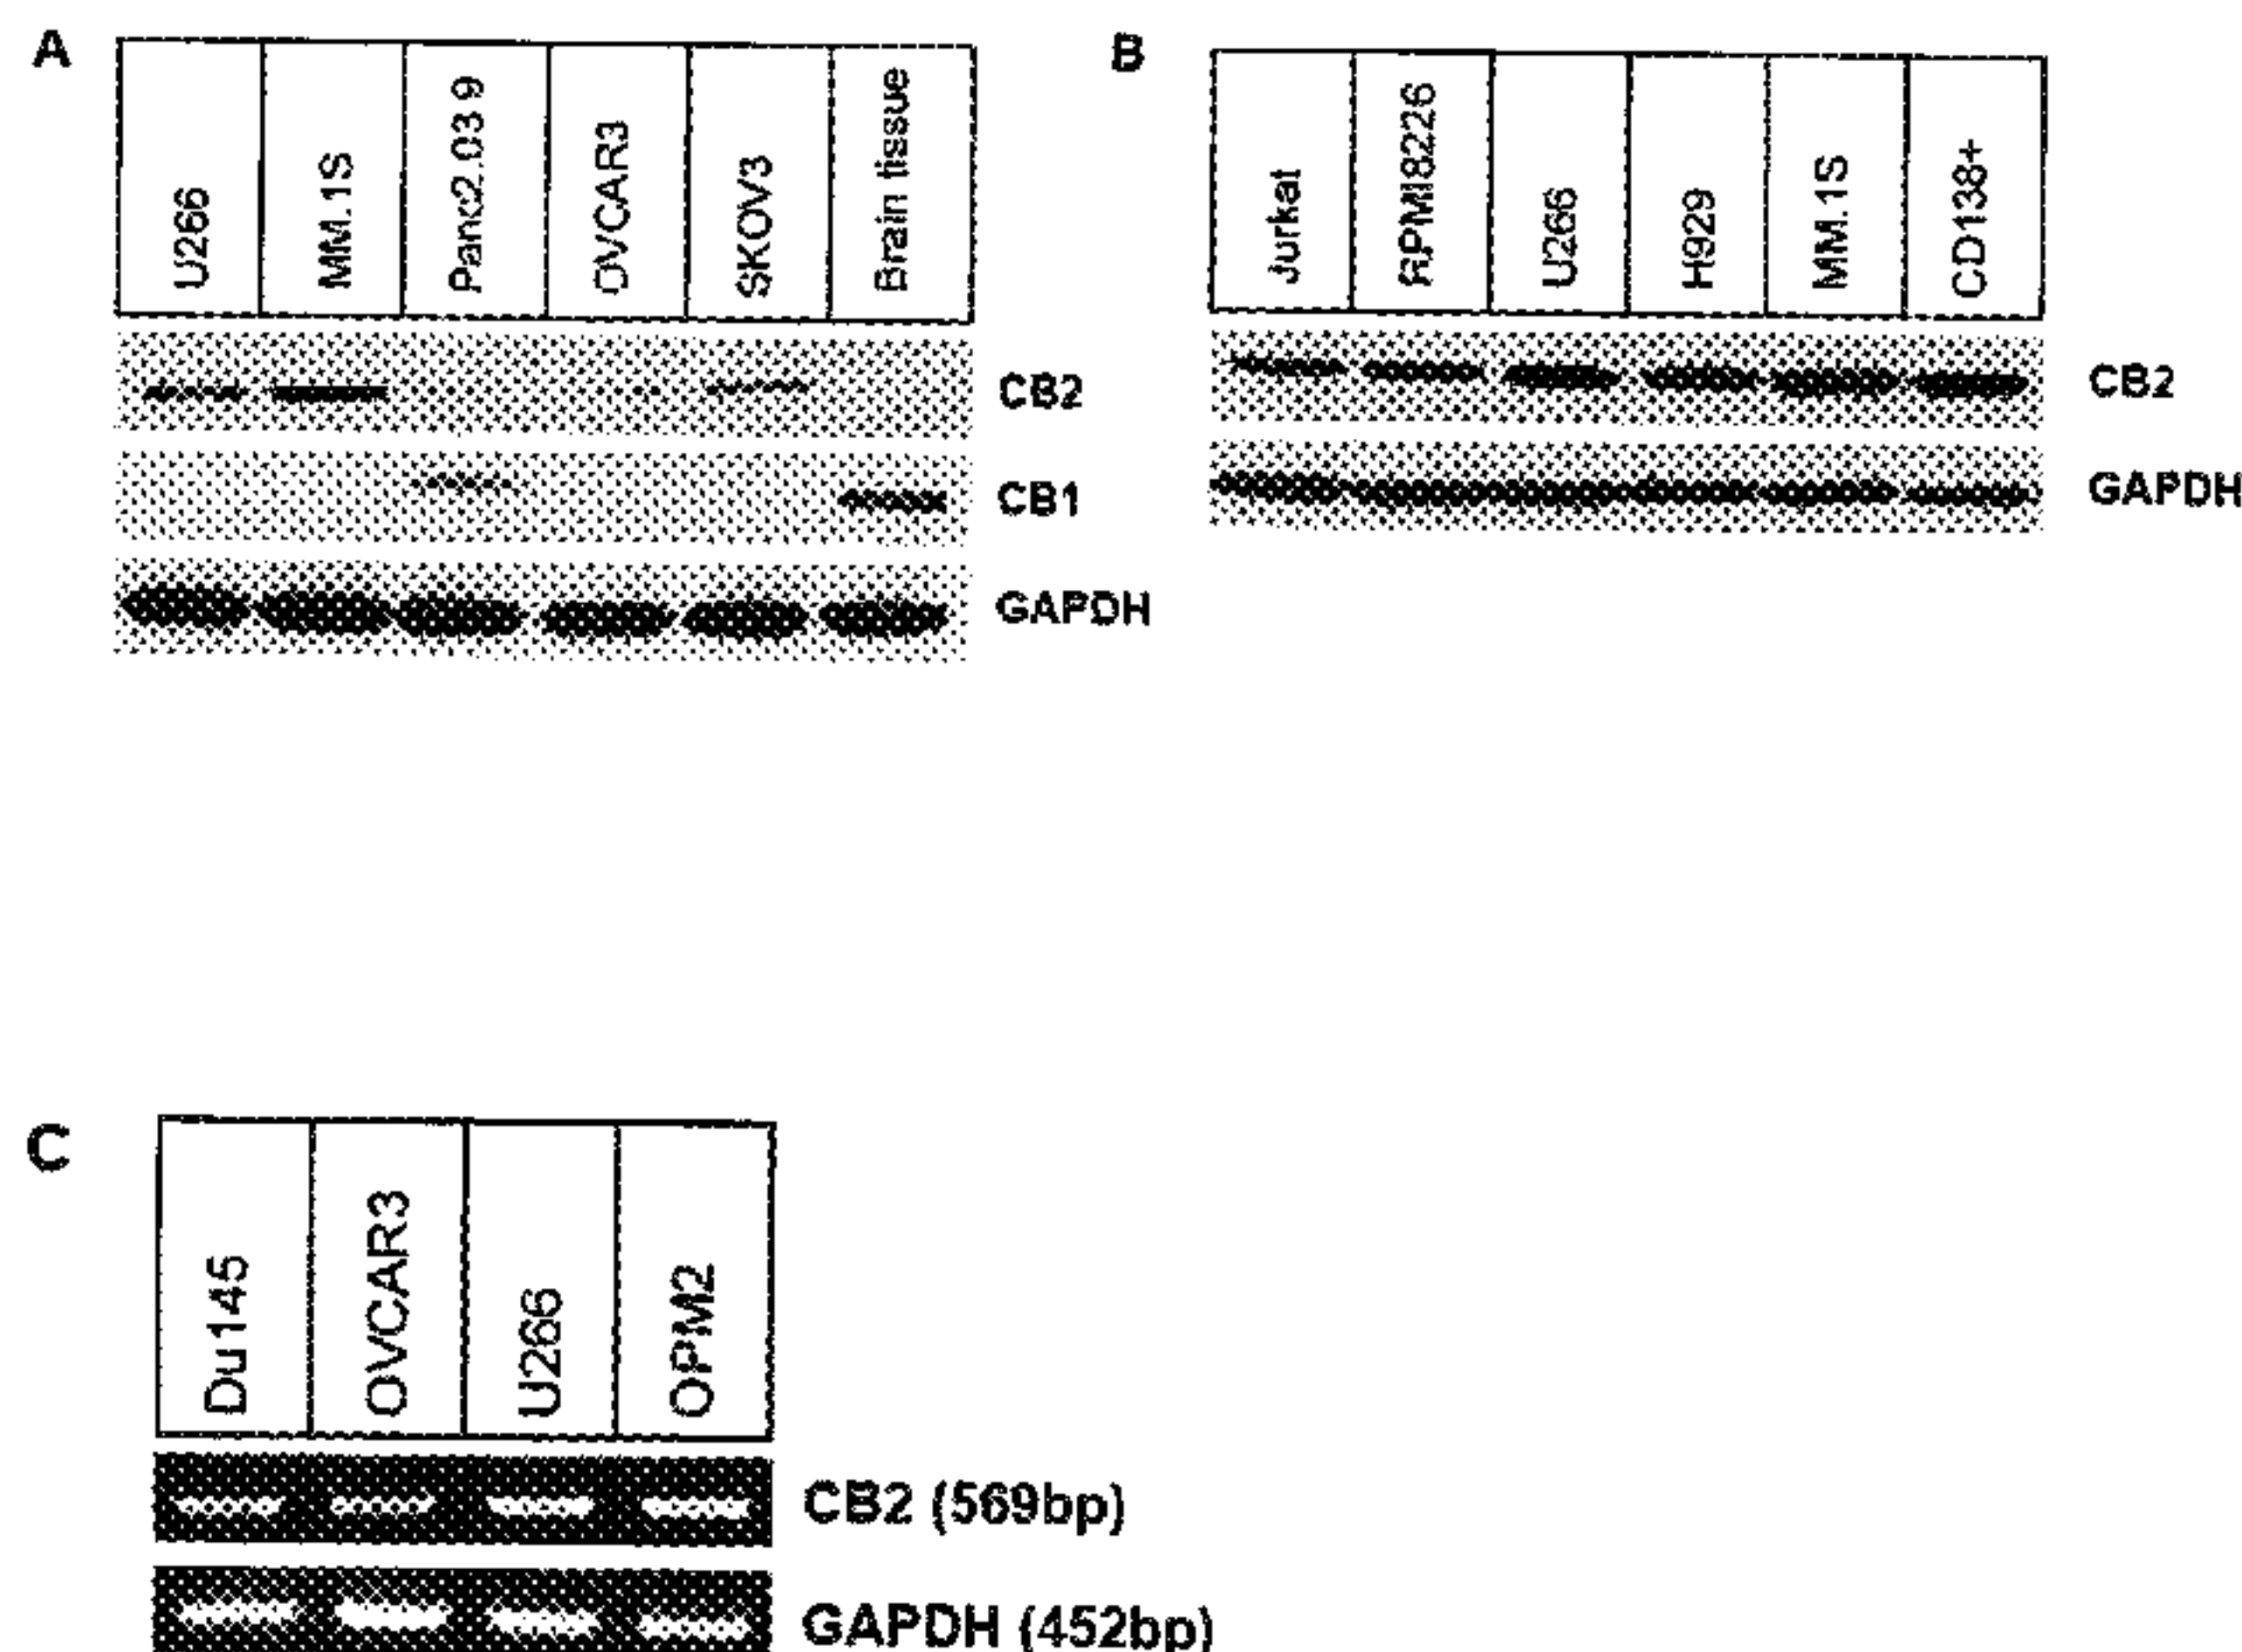 A
U266
MM.1S
Panc2.03 9
OVCAR3
SKOV3
Brain tissue
CB2
CB1
GAPDH
B
Jurkat
RPMI8226
U266
H929
MM.1S
CD138+
CB2
GAPDH
C
Du145
OVCAR3
U266
OPM2
CB2 (569bp)
GAPDH (452bp)